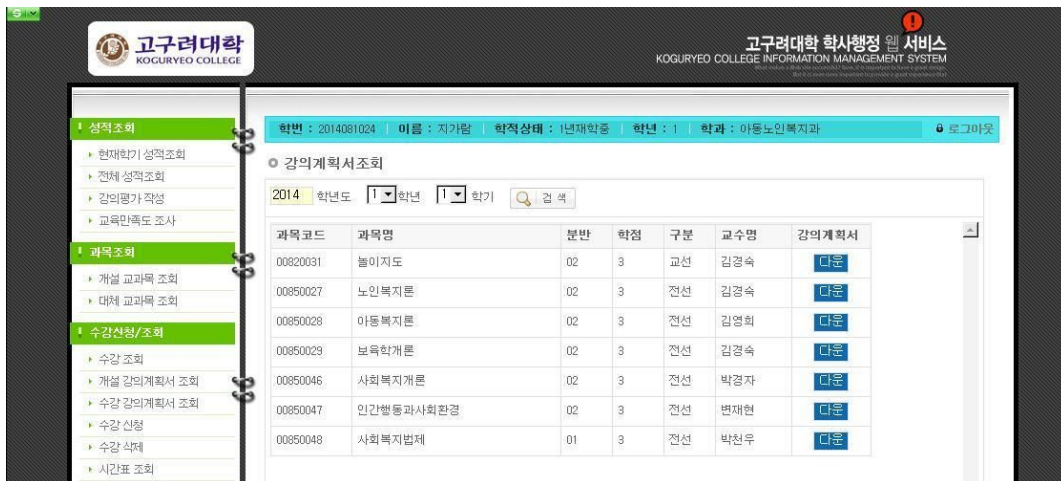 S
고구려대학
KOGURYEO COLLEGE
고구려대학 학사행정 웹 서비스
KOGURYEO COLLEGE INFORMATION MANAGEMENT SYSTEM
! 성적조회
현재학기 성적조회
전체 성적조회
강의평가 작성
교육만족도 조사
! 과목조회
개설 교과목 조회
대체 교과목 조회
! 수강신청/조회
수강 조회
개설 강의계획서 조회
수강 강의계획서 조회
수강 신청
수강 삭제
시간표 조회
학번 : 2014081024 | 이름 : 지가람 | 학적상태 : 1년재학중 | 학년 : 1 | 학과 : 아동노인복지과 로그아웃
강의계획서조회
2014 학년도 1 학년 1 학기 검 색
과목코드 과목명 분반 학점 구분 교수명 강의계획서
00820031 놀이지도 02 3 교선 김경숙 다운
00850027 노인복지론 02 3 전선 김경숙 다운
00850028 아동복지론 02 3 전선 김영희 다운
00850029 보육학개론 02 3 전선 김경숙 다운
00850046 사회복지개론 02 3 전선 박경자 다운
00850047 인간행동과사회환경 02 3 전선 변재현 다운
00850048 사회복지법제 01 3 전선 박천우 다운